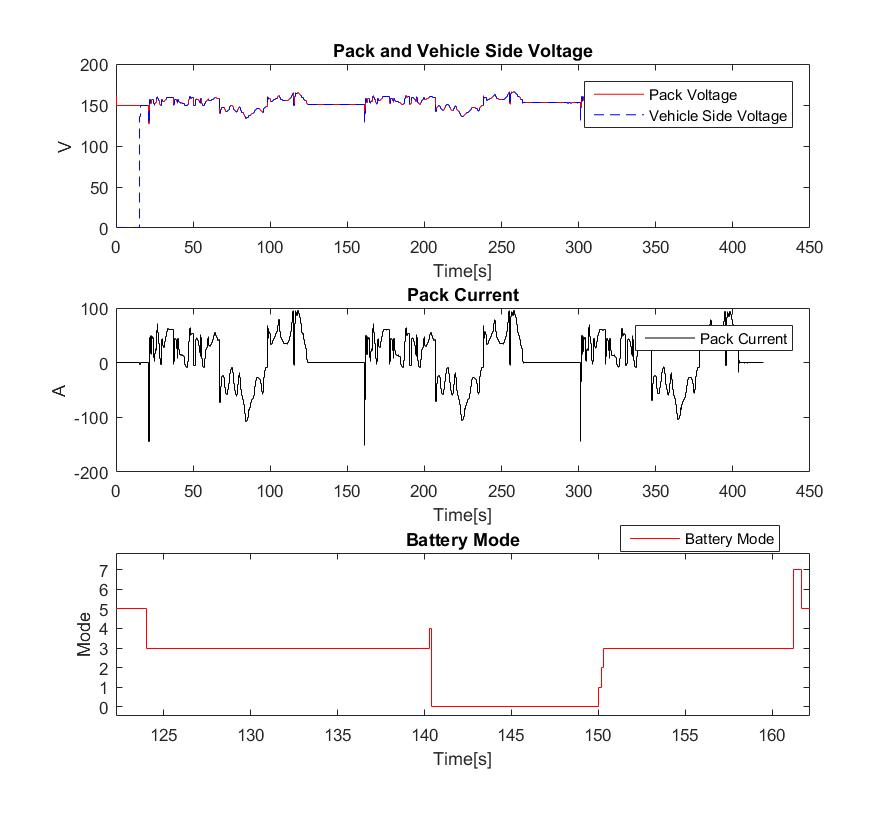 Pack and Vehicle Side Voltage
200
150
100
50
0
V
Pack Voltage
Vehicle Side Voltage
0 50 100 150 200 250 300 350 400 450
Time[s]
Pack Current
100
0
-100
-200
A
Pack Current
0 50 100 150 200 250 300 350 400 450
Time[s]
Battery Mode
Battery Mode
7
6
5
4
3
2
1
0
Mode
125 130 135 140 145 150 155 160
Time[s]